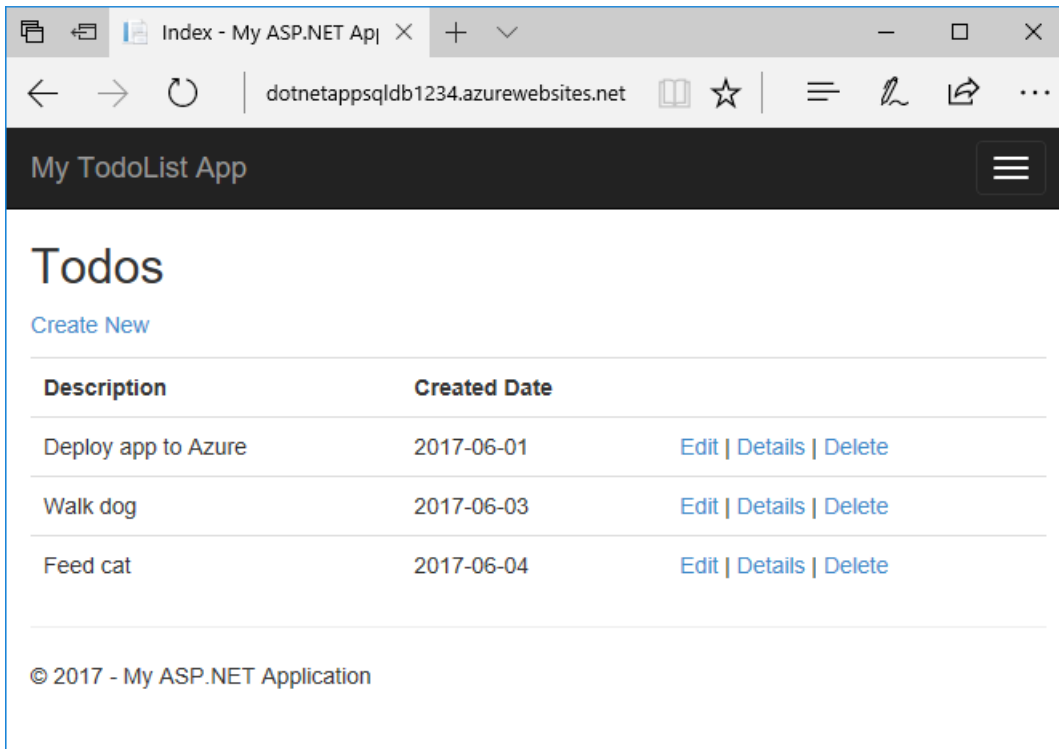 Index - My ASP.NET Ap
dotnetappsqldb1234.azurewebsites.net
My TodoList App
Todos
Create New
Description Created Date
Deploy app to Azure 2017-06-01 Edit | Details | Delete
Walk dog 2017-06-03 Edit | Details | Delete
Feed cat 2017-06-04 Edit | Details | Delete
© 2017 - My ASP.NET Application